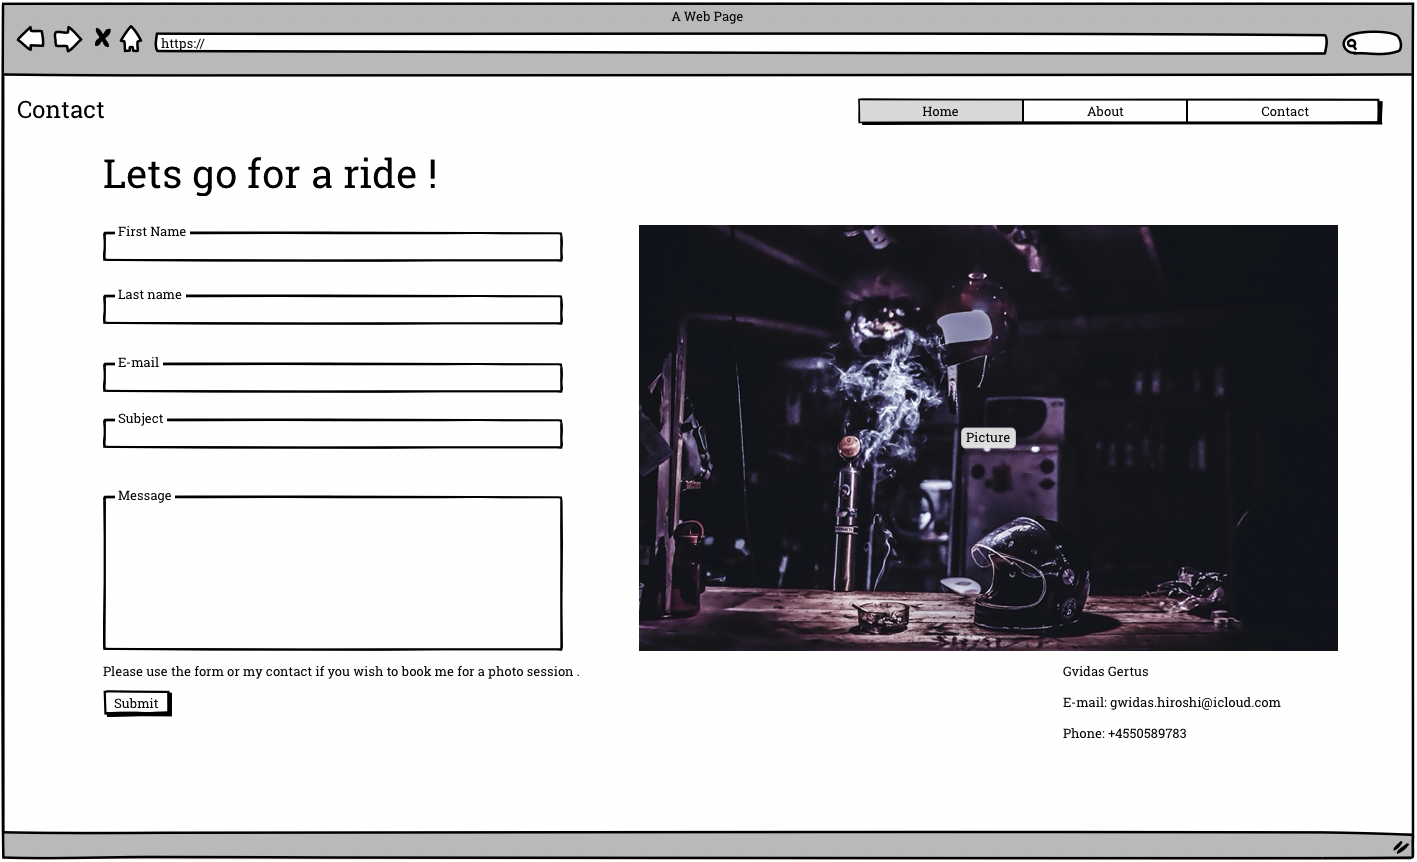 A Web Page
https://
Contact
Home
About
Contact
Lets go for a ride !
First Name
Last name
E-mail
Subject
Message
Picture
Please use the form or my contact if you wish to book me for a photo session .
Submit
Gvidas Gertus
E-mail: gwidas.hiroshi@icloud.com
Phone: +4550589783